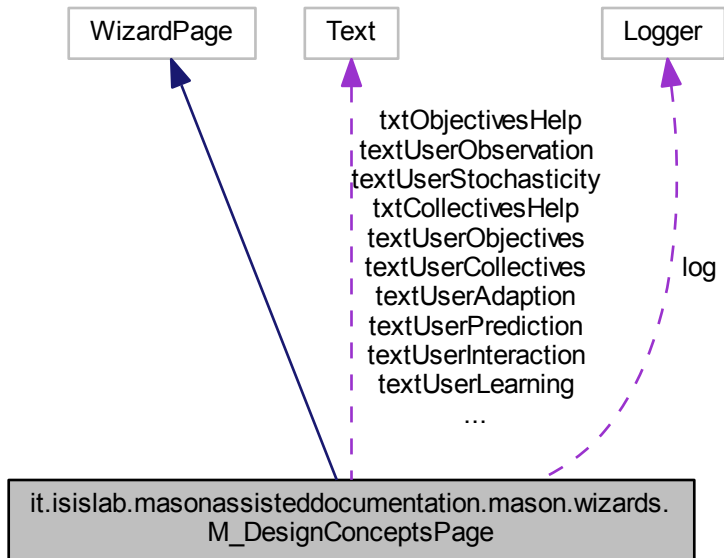 WizardPage
Text
Logger
txtObjectivesHelp
textUserObservation
textUserStochasticity
txtCollectivesHelp
textUserObjectives
textUserCollectives
textUserAdaption
textUserPrediction
textUserInteraction
textUserLearning
...
log
it.isislab.masonassisteddocumentation.mason.wizards.
M_DesignConceptsPage